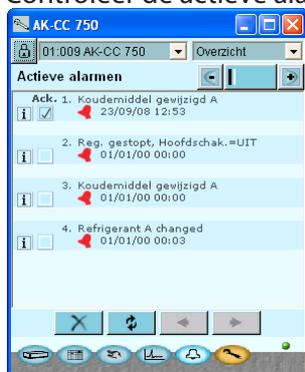 Controleer de actieve ala
AK-CC 750
01:009 AK-CC 750 Overzicht
Actieve alarmen
Ack. 1. Koudemiddel gewijzigd A
23/09/08 12:53
2. Reg. gestopt, Hoofdschak.=UIT
01/01/00 00:00
3. Koudemiddel gewijzigd A
01/01/00 00:00
4. Refrigerant A changed
01/01/00 00:03